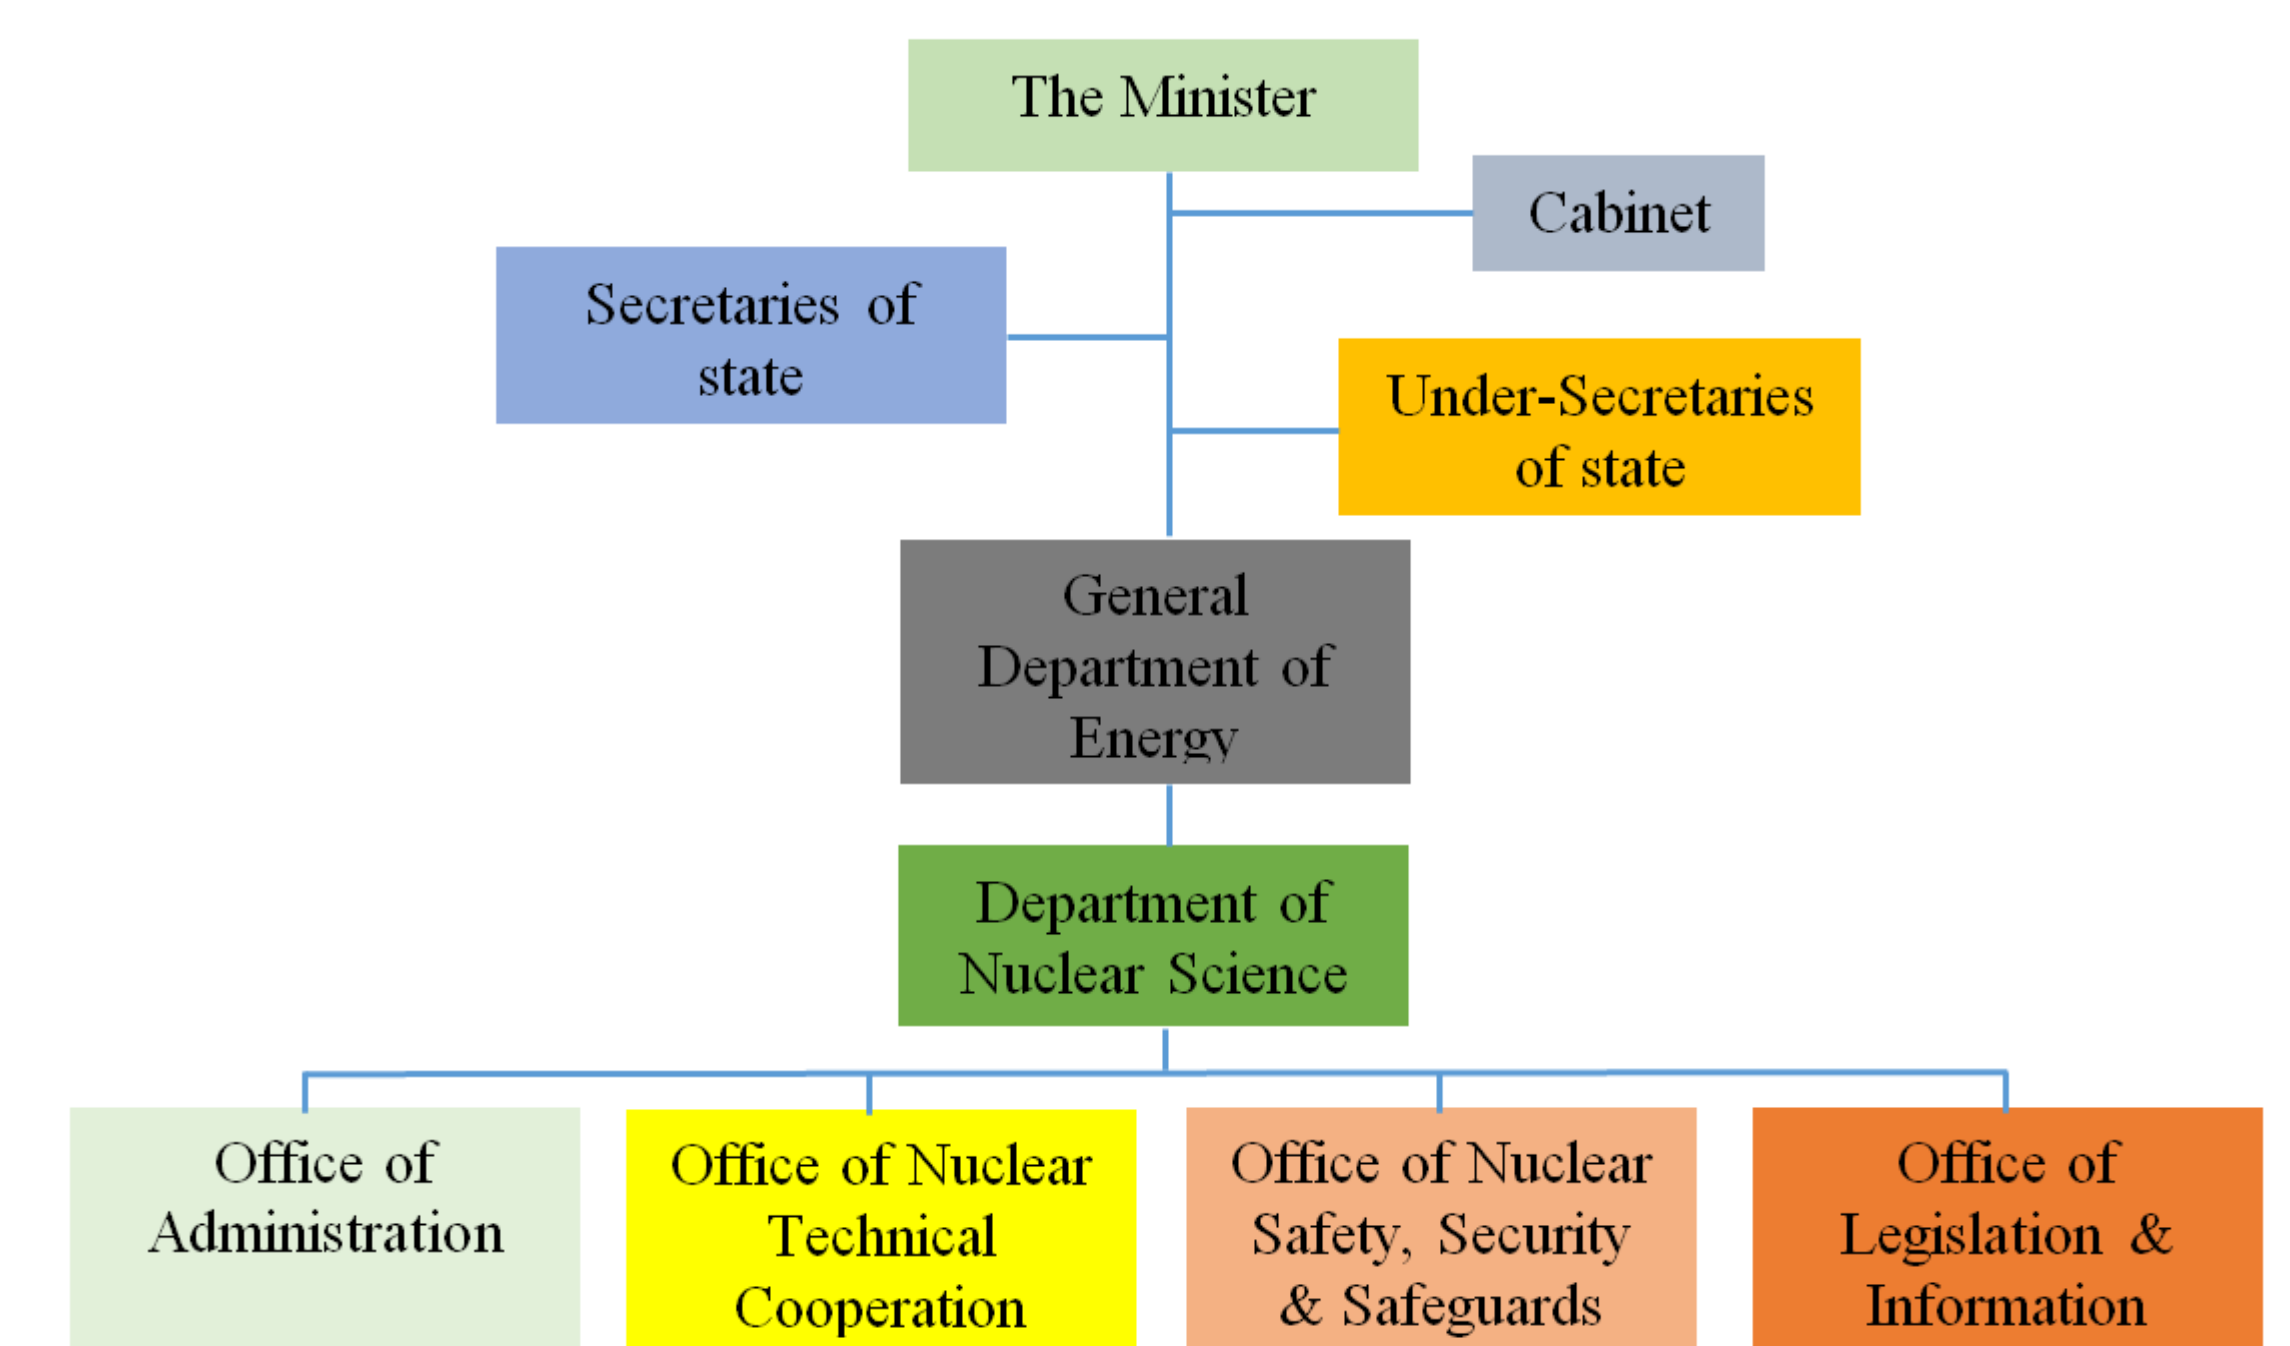 The Minister
Cabinet
Secretaries of
state
Under-Secretaries
of state
General
Department of
Energy
Department of
Nuclear Science
Office of
Administration
Office of Nuclear
Technical
Cooperation
Office of Nuclear
Safety, Security
& Safeguards
Office of
Legislation &
Information